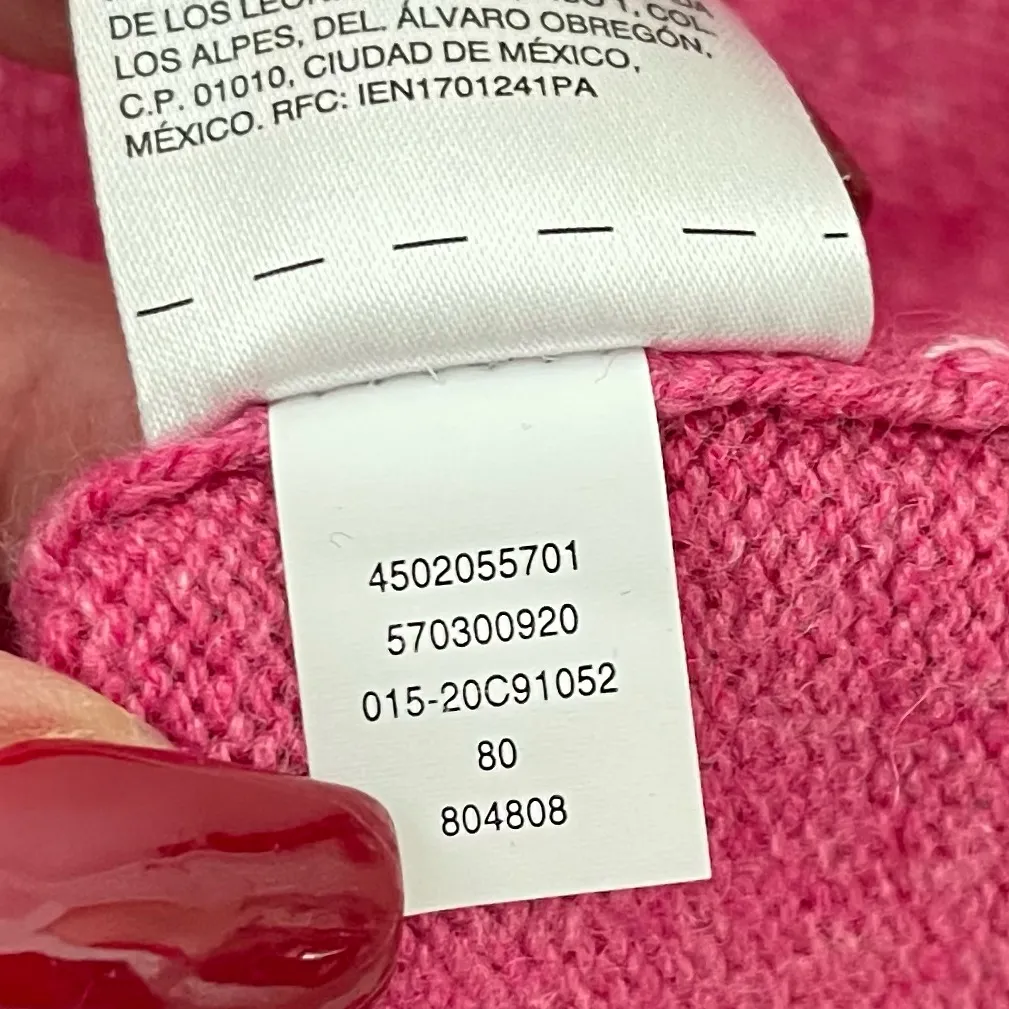 DE LOS
LOS ALPES, DEL. ÁLVARO OBREGÓN,
C.P. 01010, CIUDAD DE MÉXICO,
MÉXICO. RFC: IEN1701241PA
4502055701
570300920
015-20C91052
80
804808